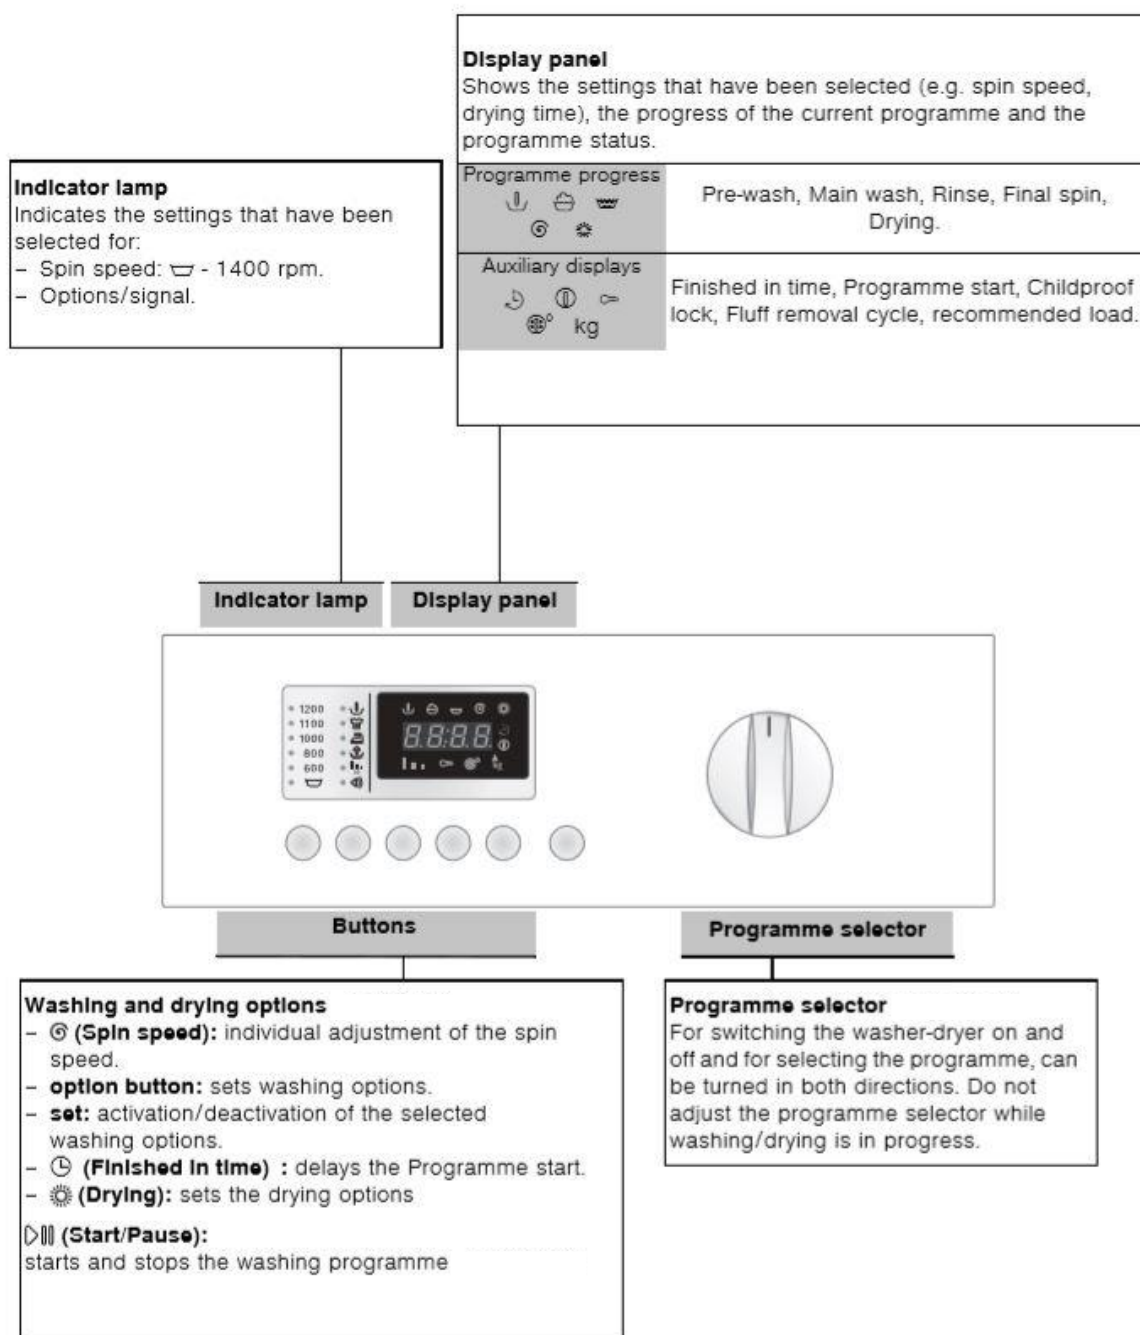 Display panel
Shows the settings that have been selected (e.g. spin speed,
drying time), the progress of the current programme and the
programme status.
Programme progress
Pre-wash, Main wash, Rinse, Final spin,
Drying.
Auxiliary displays
kg
Finished in time, Programme start, Childproof
lock, Fluff removal cycle, recommended load.
Indicator lamp
Indicates the settings that have been
selected for:
– Spin speed: - 1400 rpm.
– Options/signal.
Indicator lamp
Display panel
1200
1100
1000
800
600
8.8:8.8
Buttons
Programme selector
Washing and drying options
– (Spin speed): individual adjustment of the spin
speed.
– option button: sets washing options.
– set: activation/deactivation of the selected
washing options.
– (Finished in time) : delays the Programme start.
– (Drying): sets the drying options
(Start/Pause):
starts and stops the washing programme
Programme selector
For switching the washer-dryer on and
off and for selecting the programme, can
be turned in both directions. Do not
adjust the programme selector while
washing/drying is in progress.